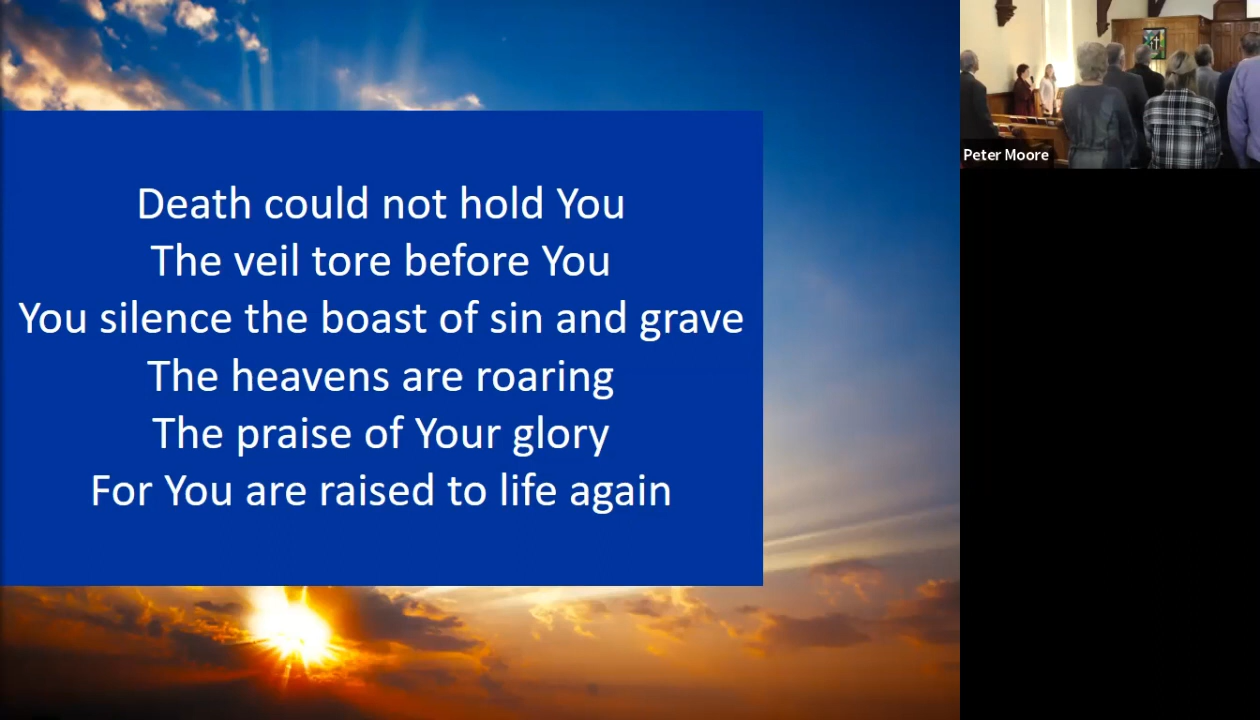 Death could not hold You
The veil tore before You
You silence the boast of sin and grave
The heavens are roaring
The praise of Your glory
For You are raised to life again
Peter Moore